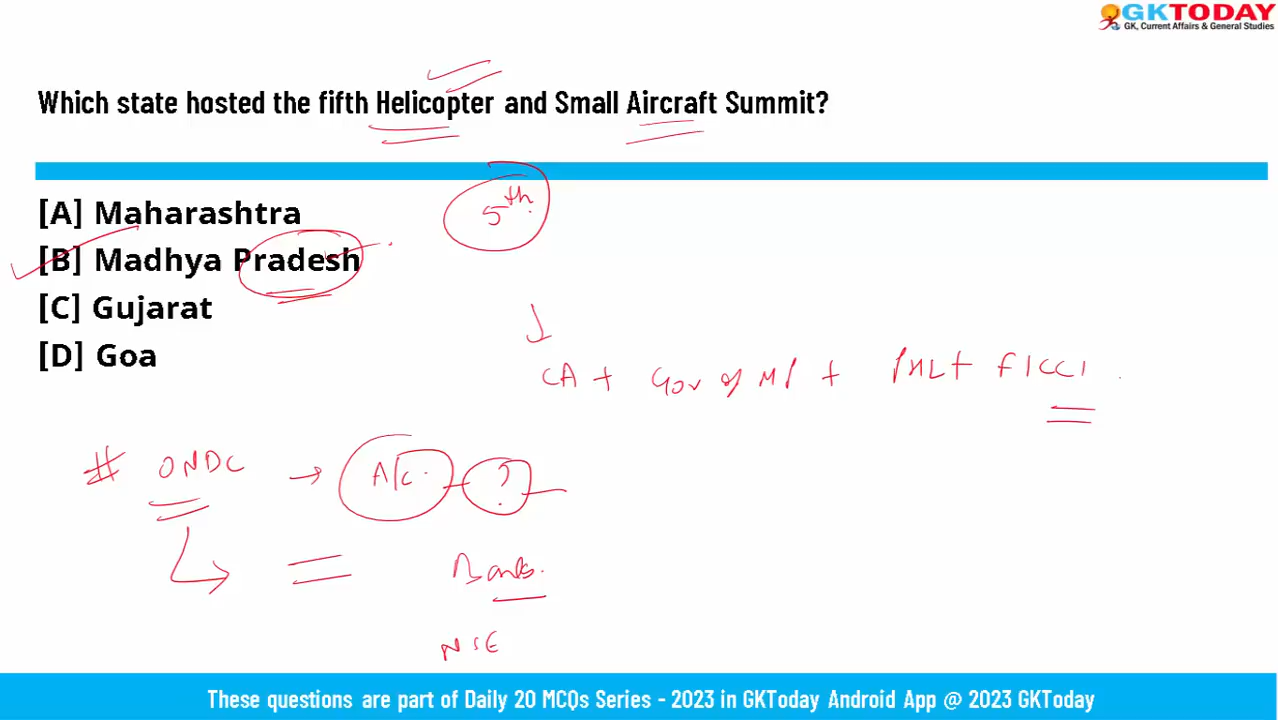 GKTODAY
GK, Current Affairs & General Studies
Which state hosted the fifth Helicopter and Small Aircraft Summit?
5th
[A] Maharashtra
[B] Madhya Pradesh
[C] Gujarat
[D] Goa
CA + Gov of MP + PHL + FICCI
# ONDC → A/c. ?
Banks.
NSE
These questions are part of Daily 20 MCQs Series - 2023 in GKToday Android App @ 2023 GKToday